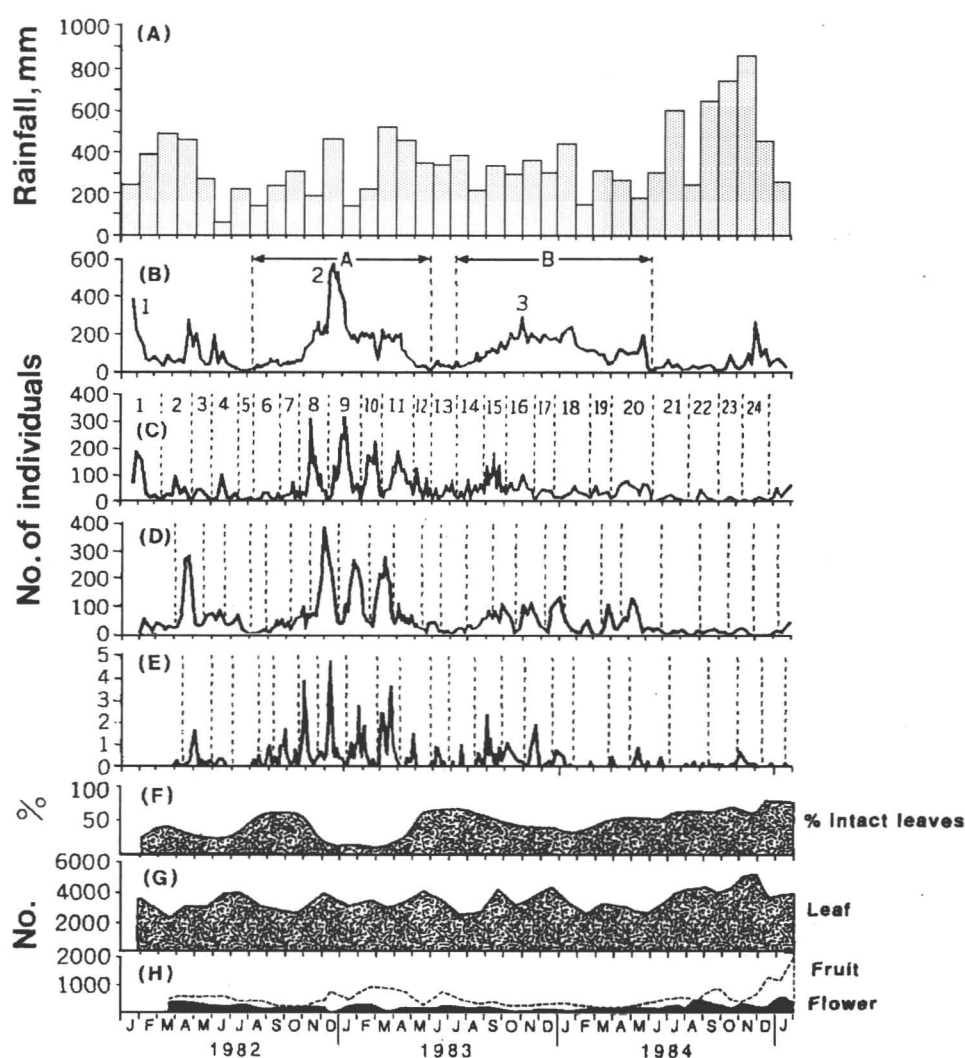 Rainfall, mm
(A)
1000
800
600
400
200
0
No. of individuals
(B)
600
400
200
0
A
B
1
2
3
(C)
400
300
200
100
0
1 2 3 4 5 6 7 8 9 10 11 12 13 14 15 16 17 18 19 20 21 22 23 24
(D)
400
300
200
100
0
(E)
5
4
3
2
1
0
%
(F)
100
50
% Intact leaves
No.
(G)
6000
4000
2000
2000
Leaf
(H)
2000
1000
Fruit
Flower
J F M A M J J A S O N D J F M A M J J A S O N D J F M A M J J A S O N D J
1982 1983 1984